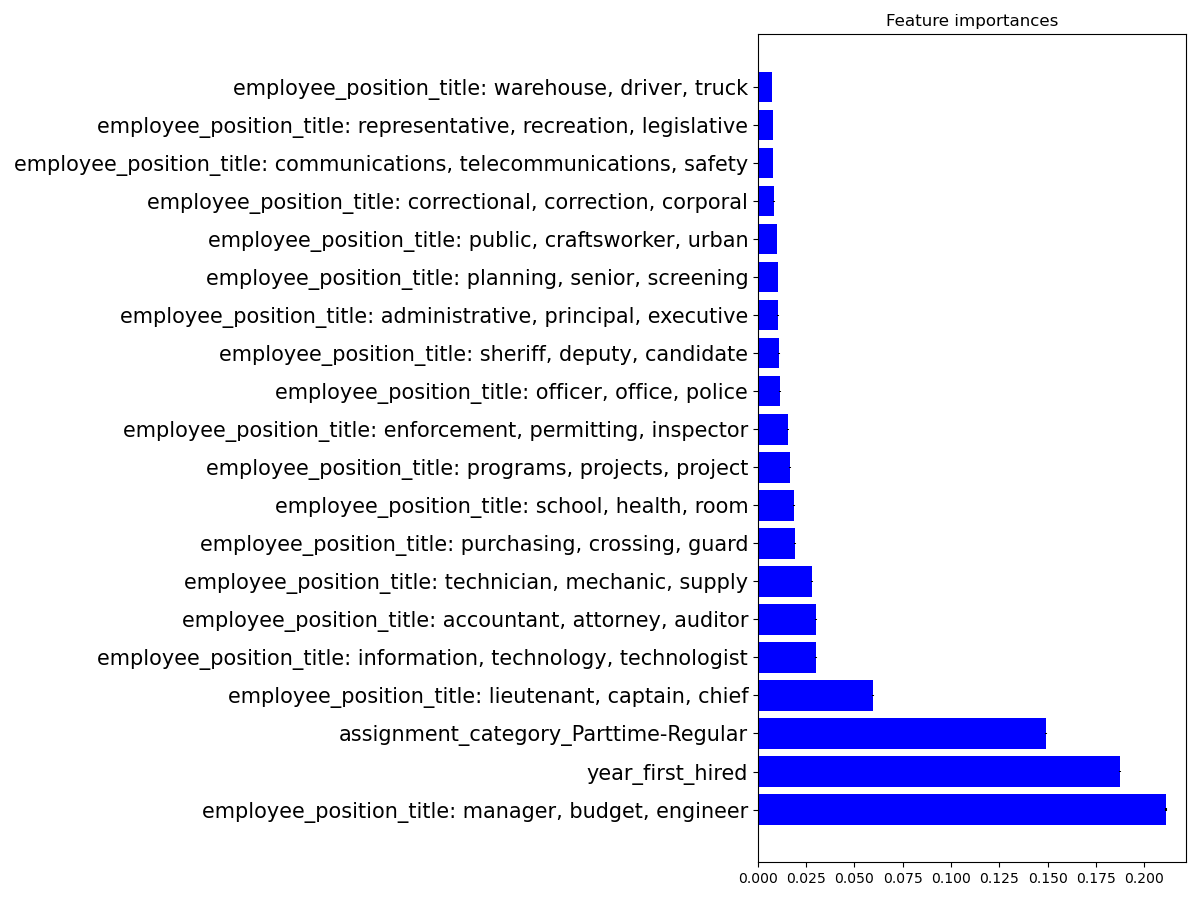 Feature importances
employee_position_title: warehouse, driver, truck
employee_position_title: representative, recreation, legislative
employee_position_title: communications, telecommunications, safety
employee_position_title: correctional, correction, corporal
employee_position_title: public, craftsworker, urban
employee_position_title: planning, senior, screening
employee_position_title: administrative, principal, executive
employee_position_title: sheriff, deputy, candidate
employee_position_title: officer, office, police
employee_position_title: enforcement, permitting, inspector
employee_position_title: programs, projects, project
employee_position_title: school, health, room
employee_position_title: purchasing, crossing, guard
employee_position_title: technician, mechanic, supply
employee_position_title: accountant, attorney, auditor
employee_position_title: information, technology, technologist
employee_position_title: lieutenant, captain, chief
assignment_category_Parttime-Regular
year_first_hired
employee_position_title: manager, budget, engineer
0.000 0.025 0.050 0.075 0.100 0.125 0.150 0.175 0.200